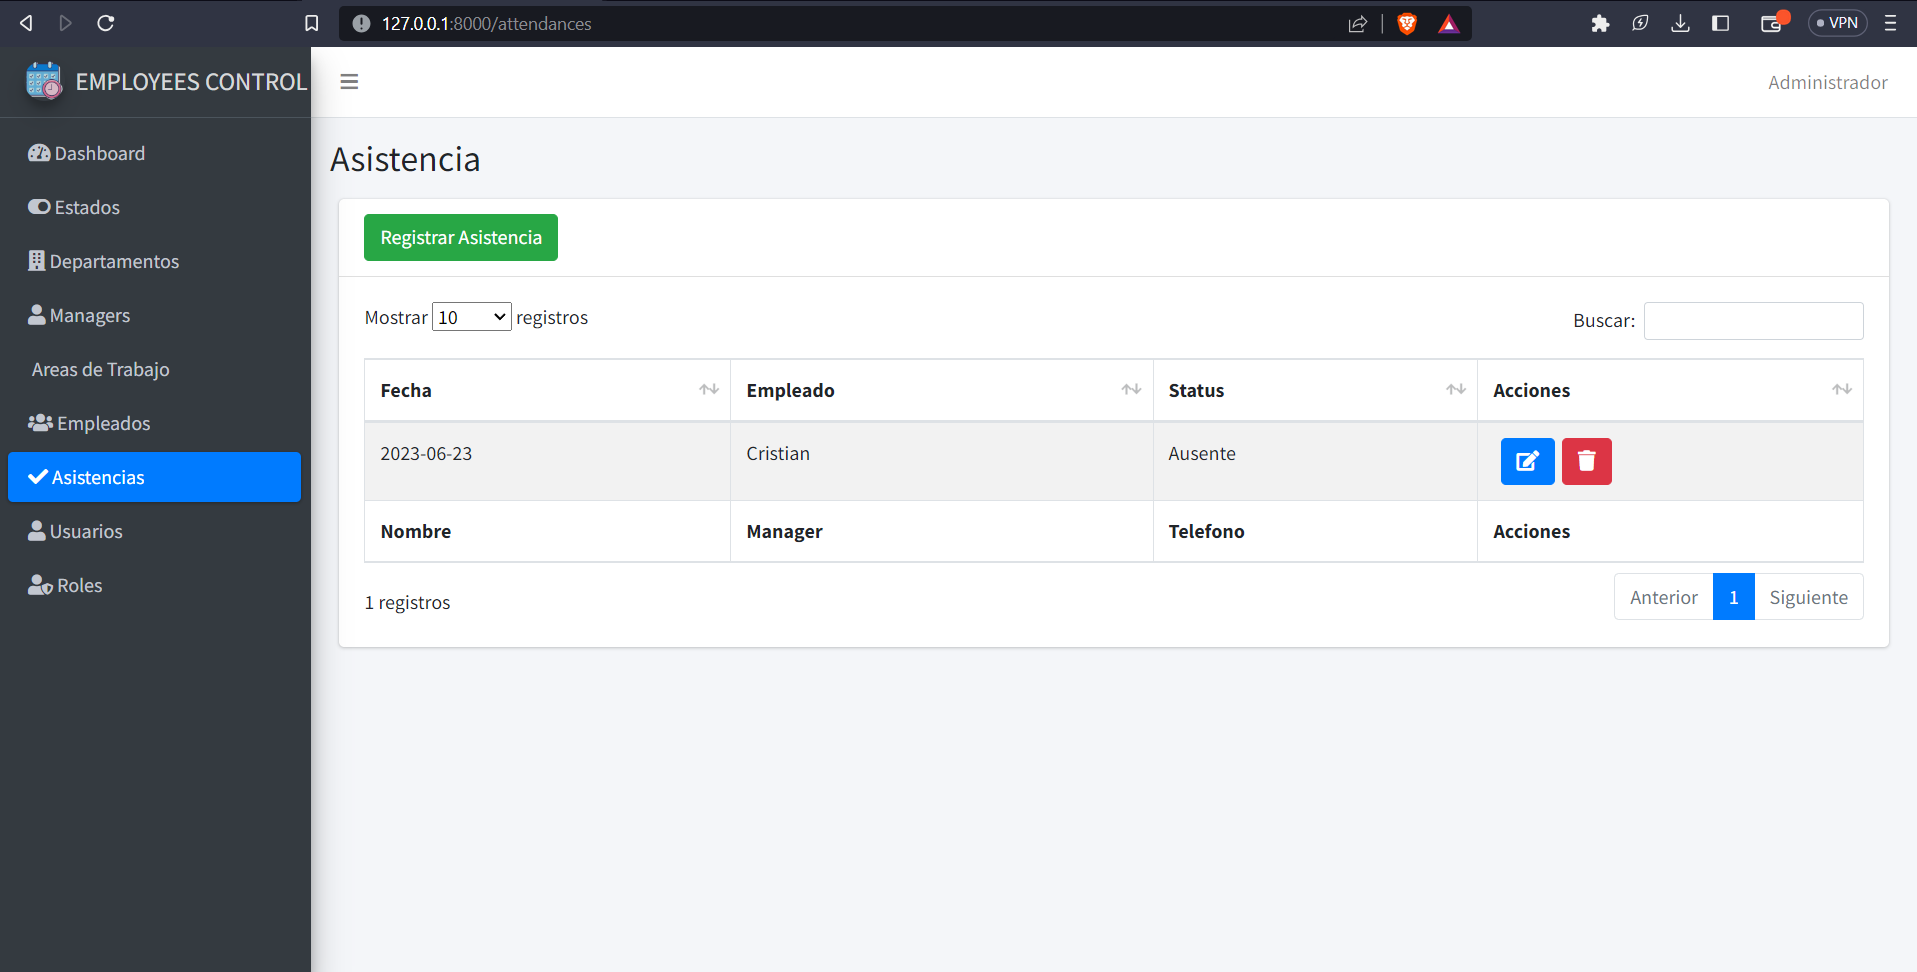 127.0.0.1:8000/attendances
VPN
EMPLOYEES CONTROL
Administrador
Dashboard
Estados
Departamentos
Managers
Areas de Trabajo
Empleados
Asistencias
Usuarios
Roles
Asistencia
Registrar Asistencia
Mostrar 10 registros
Buscar:
Fecha Empleado Status Acciones
2023-06-23 Cristian Ausente
Nombre Manager Telefono Acciones
1 registros
Anterior 1 Siguiente